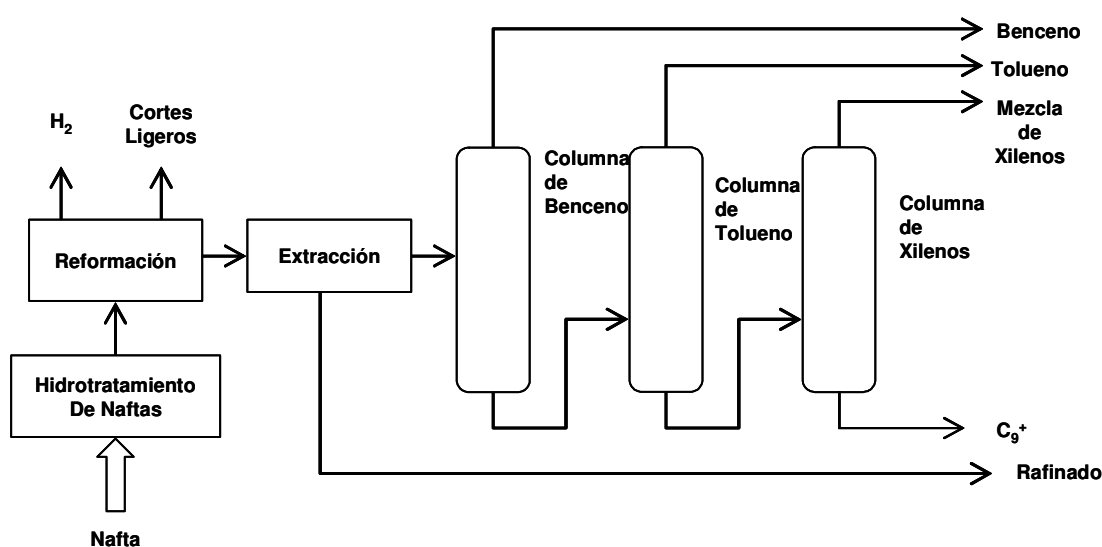 Benceno
Tolueno
Mezcla
de
Xilenos
H2
Cortes
Ligeros
Columna
de
Benceno
Columna
de
Tolueno
Columna
de
Xilenos
Reformación
Extracción
Hidrotratamiento
De Naftas
C9+
Rafinado
Nafta